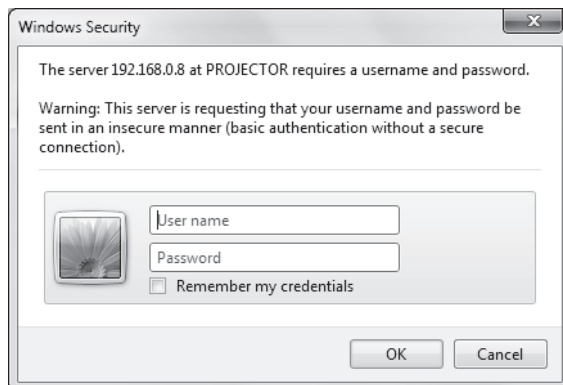 Windows Security
The server 192.168.0.8 at PROJECTOR requires a username and password.
Warning: This server is requesting that your username and password be
sent in an insecure manner (basic authentication without a secure
connection).
User name
Password
Remember my credentials
OK Cancel